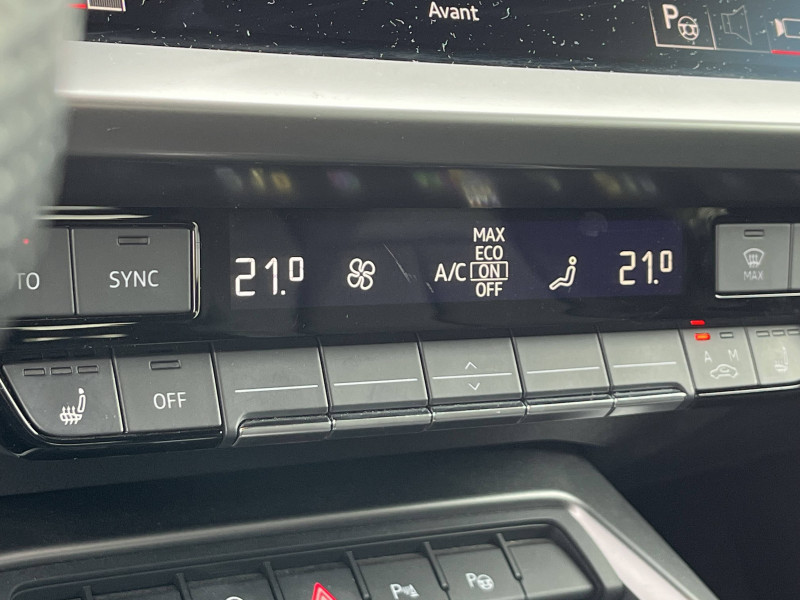 Avant
P
TO
SYNC
21.0
A/C
MAX
ECO
ON
OFF
21.0
MAX
OFF
A M
P
P